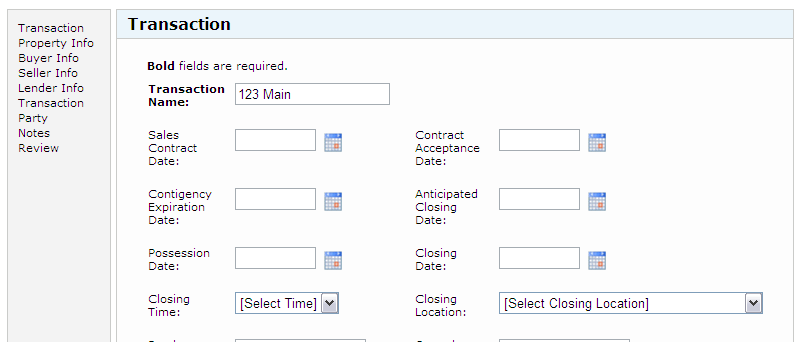 Transaction
Property Info
Buyer Info
Seller Info
Lender Info
Transaction
Party
Notes
Review
Transaction
Bold fields are required.
Transaction
Name:
123 Main
Sales
Contract
Date:
Contract
Acceptance
Date:
Contigency
Expiration
Date:
Anticipated
Closing
Date:
Possession
Date:
Closing
Date:
Closing
Time:
[Select Time]
Closing
Location:
[Select Closing Location]